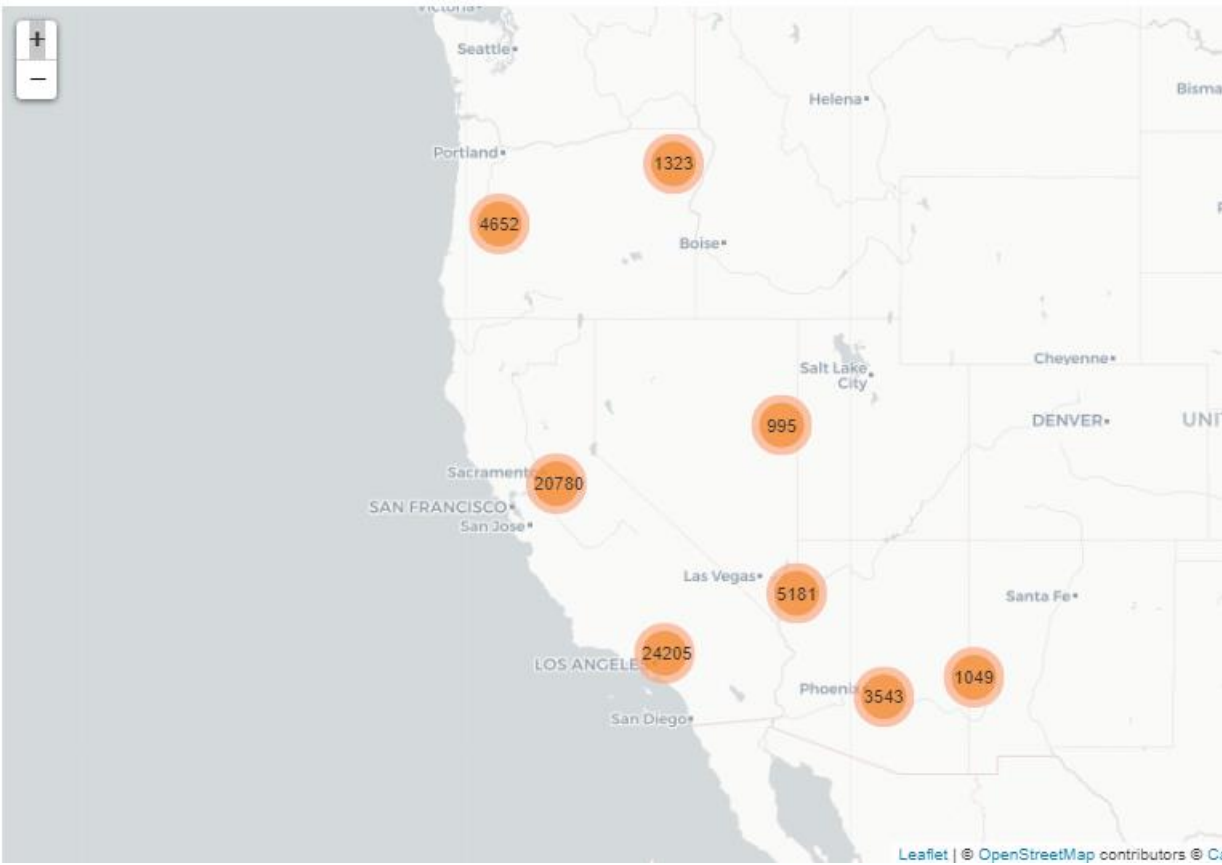 Victoria
+
Seattle
−
Helena
Bisma
Portland
1323
4652
Boise
Cheyenne
Salt Lake
City
DENVER
UNI
995
Sacrament
20780
SAN FRANCISCO
San Jose
Las Vegas
5181
Santa Fe
24205
LOS ANGELE
1049
Phoeni
3543
San Diego
Leaflet | © OpenStreetMap contributors © C